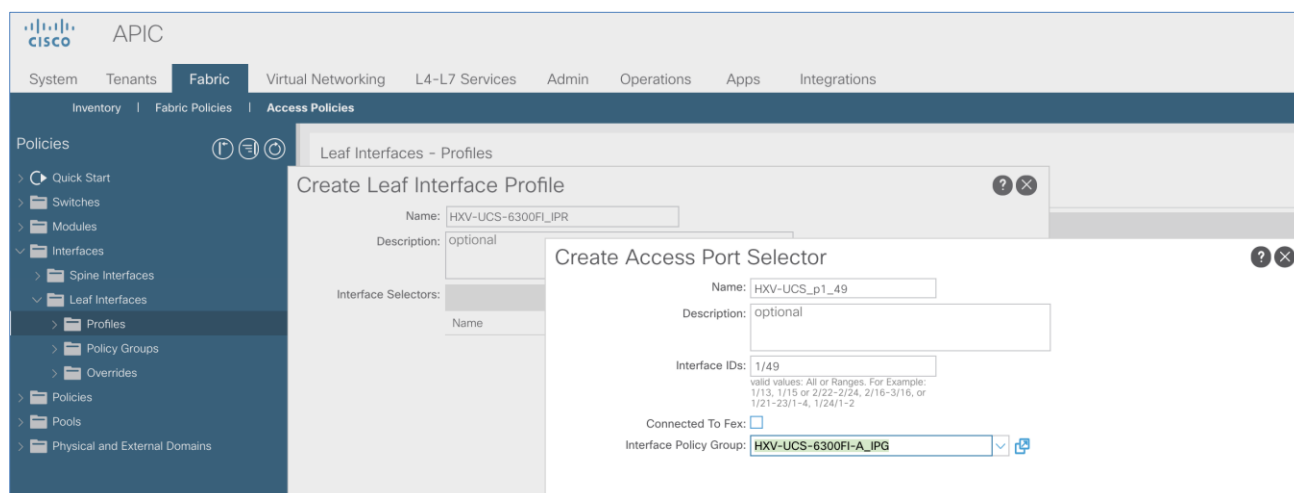 CISCO
APIC
System Tenants Fabric Virtual Networking L4-L7 Services Admin Operations Apps Integrations
Inventory | Fabric Policies | Access Policies
Policies
Quick Start
Switches
Modules
Interfaces
Spine Interfaces
Leaf Interfaces
Profiles
Policy Groups
Overrides
Policies
Pools
Physical and External Domains
Leaf Interfaces - Profiles
Create Leaf Interface Profile
Name: HXV-UCS-6300FI_IPR
Description: optional
Interface Selectors:
Name
Create Access Port Selector
Name: HXV-UCS_p1_49
Description: optional
Interface IDs: 1/49
valid values: All or Ranges. For Example:
1/13, 1/15 or 2/22-2/24, 2/16-3/16, or
1/21-23/1-4, 1/24/1-2
Connected To Fex:
Interface Policy Group: HXV-UCS-6300FI-A_IPG